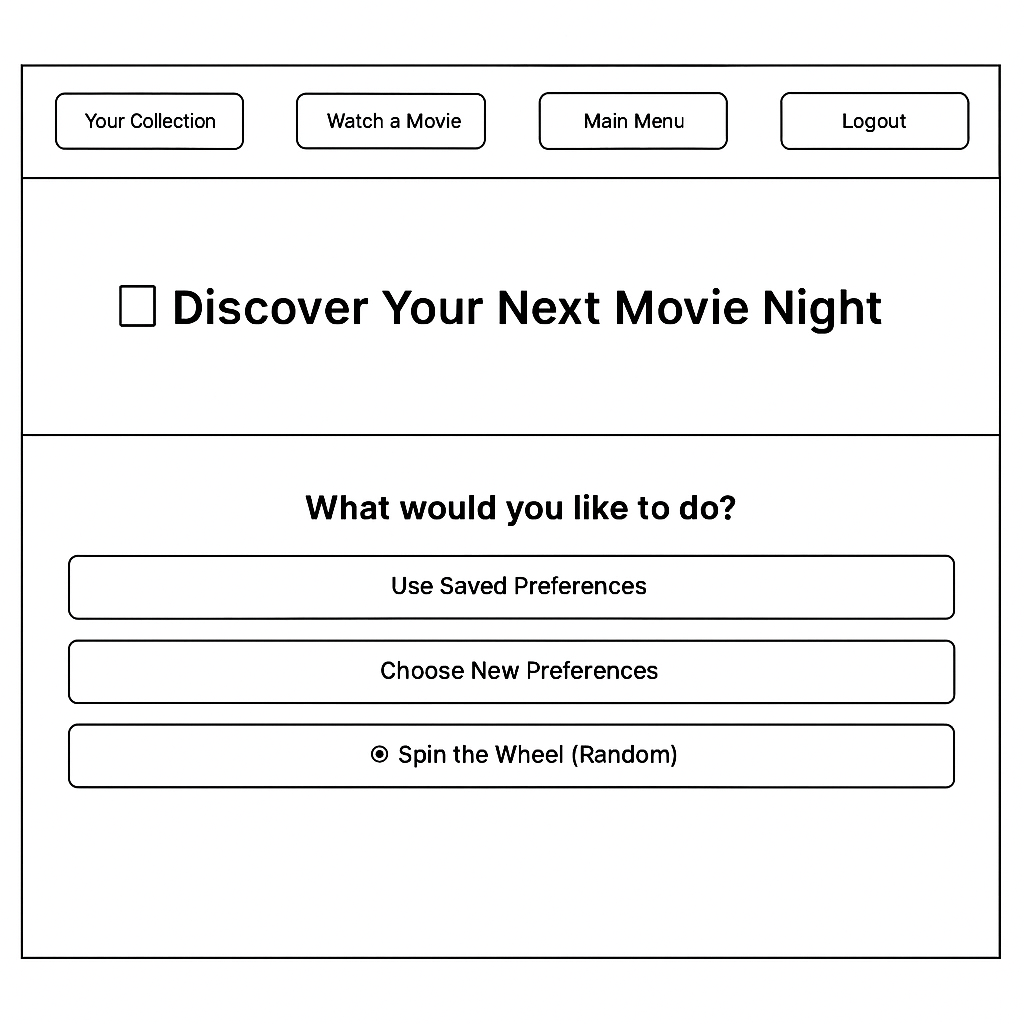 Your Collection
Watch a Movie
Main Menu
Logout
Discover Your Next Movie Night
What would you like to do?
Use Saved Preferences
Choose New Preferences
Spin the Wheel (Random)